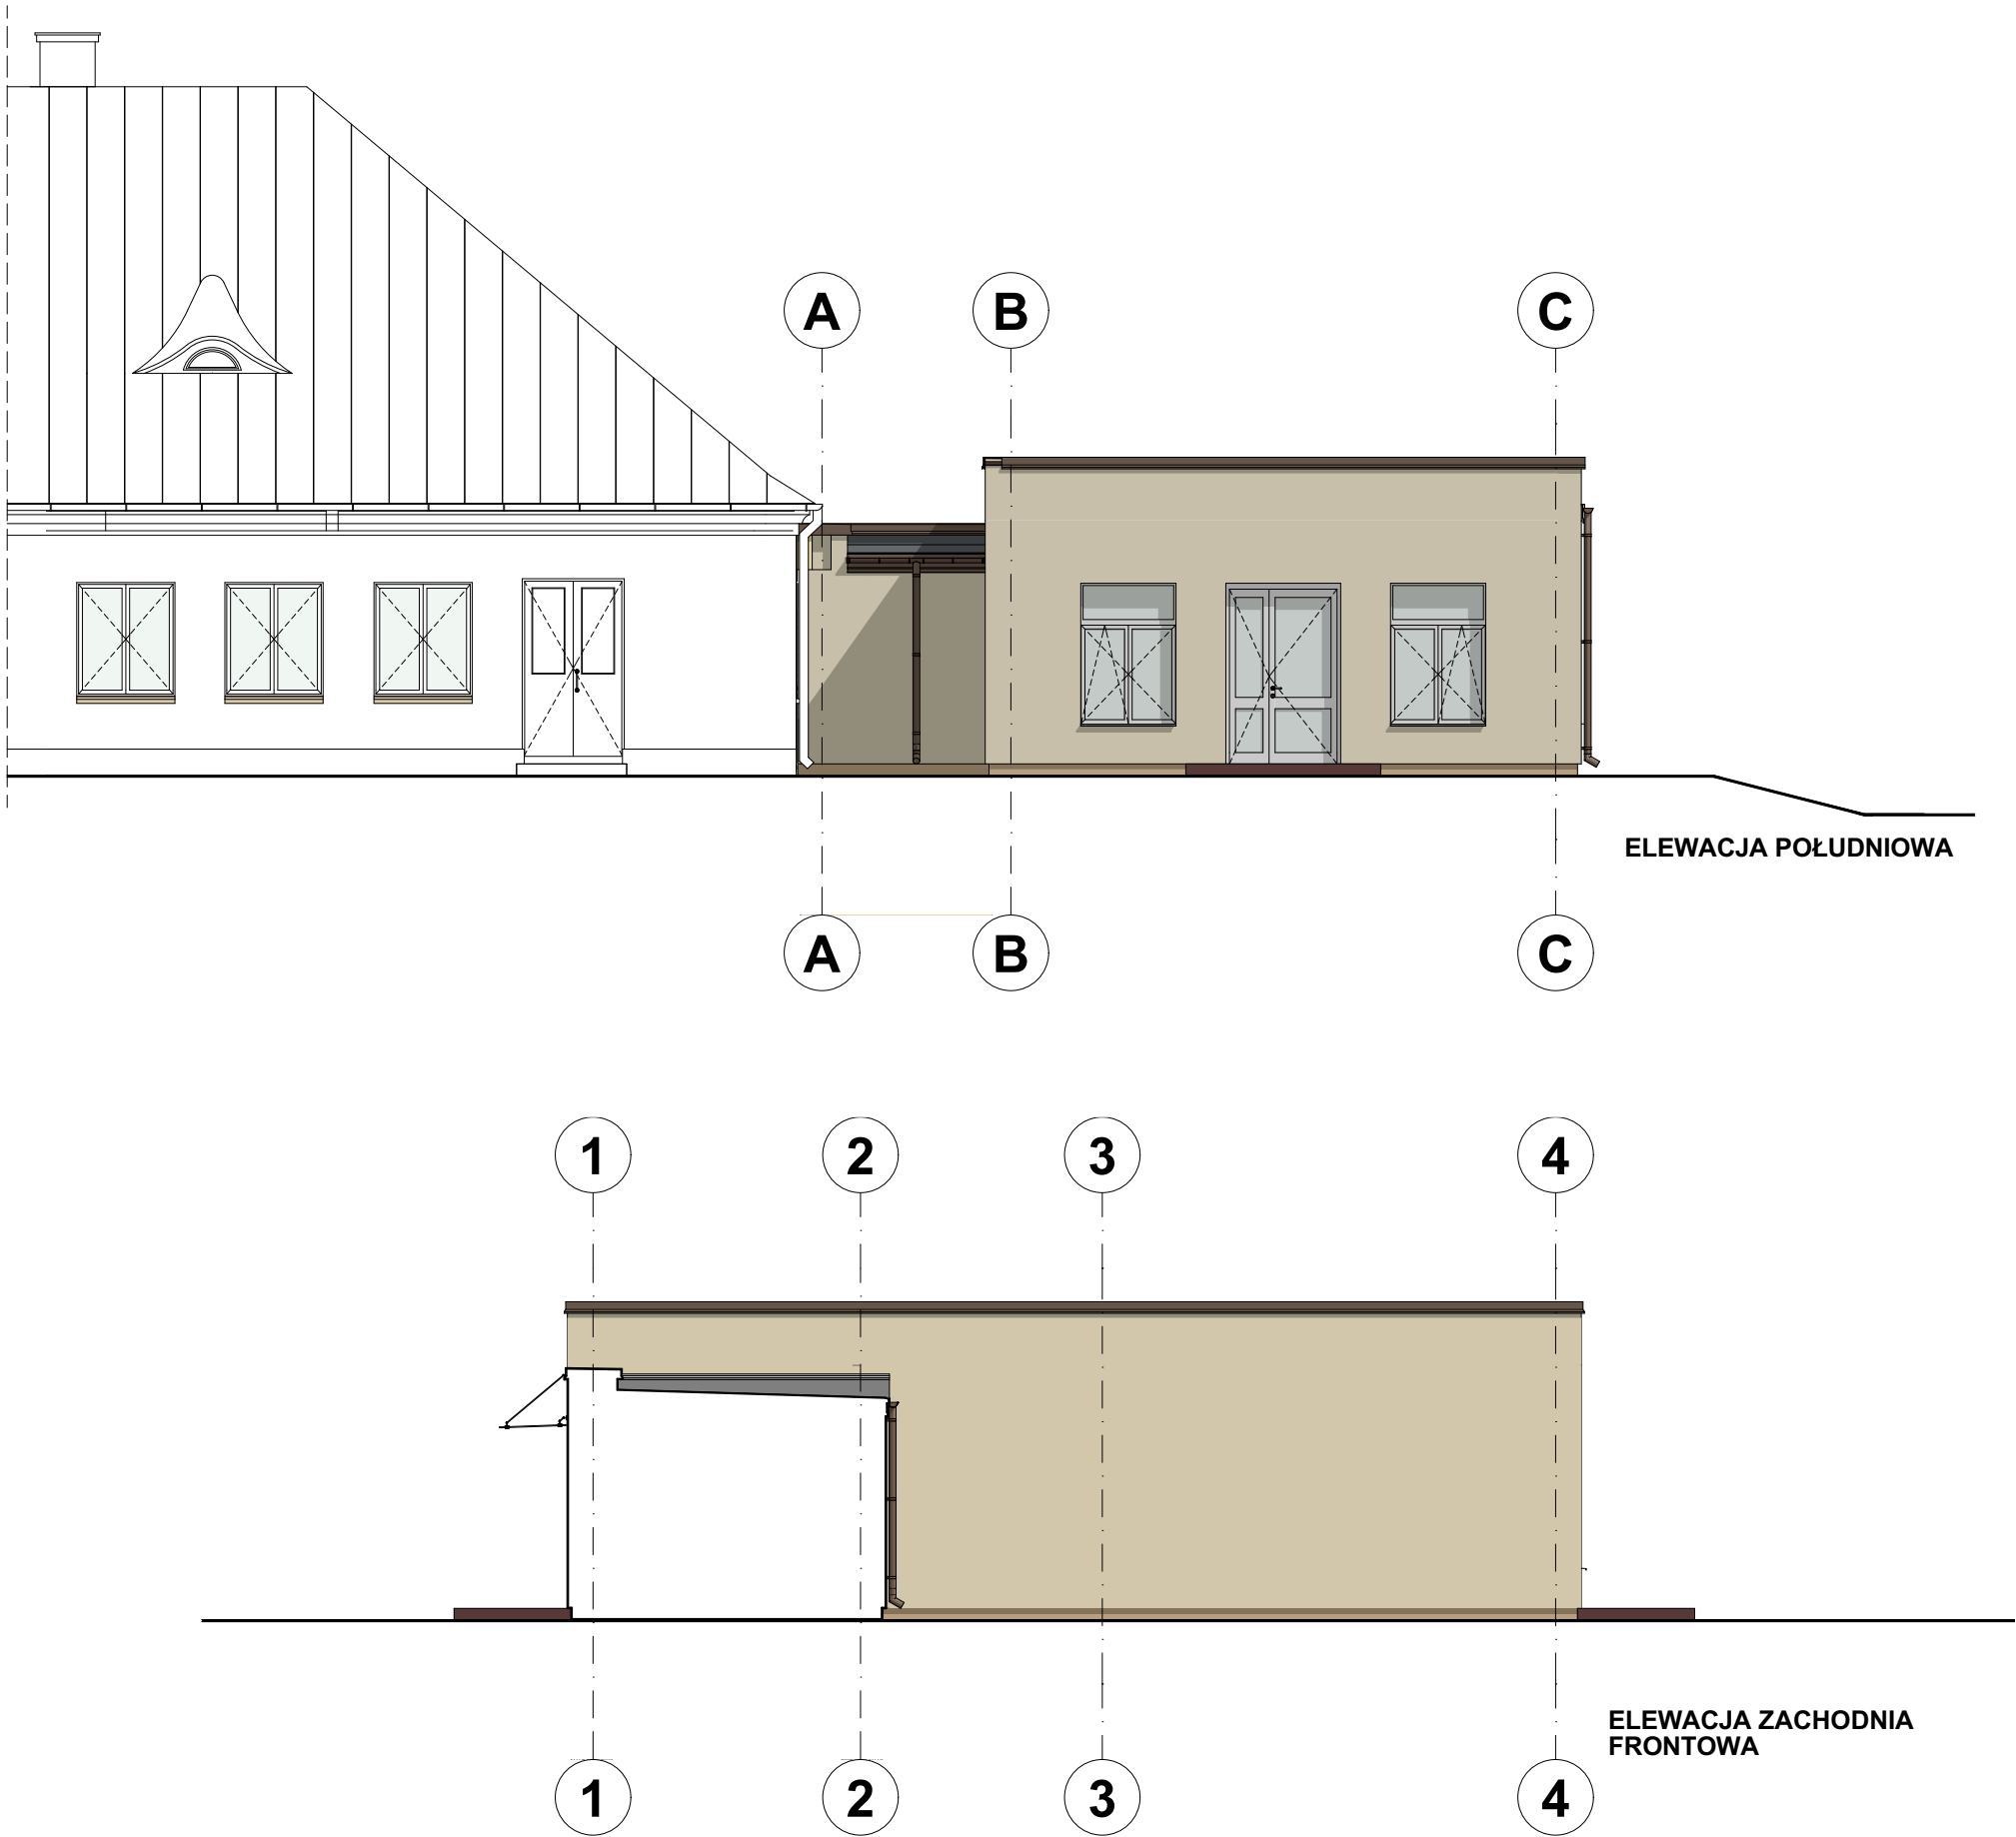 A B C
ELEWACJA POŁUDNIOWA
A B C
1 2 3 4
ELEWACJA ZACHODNIA
FRONTOWA
1 2 3 4